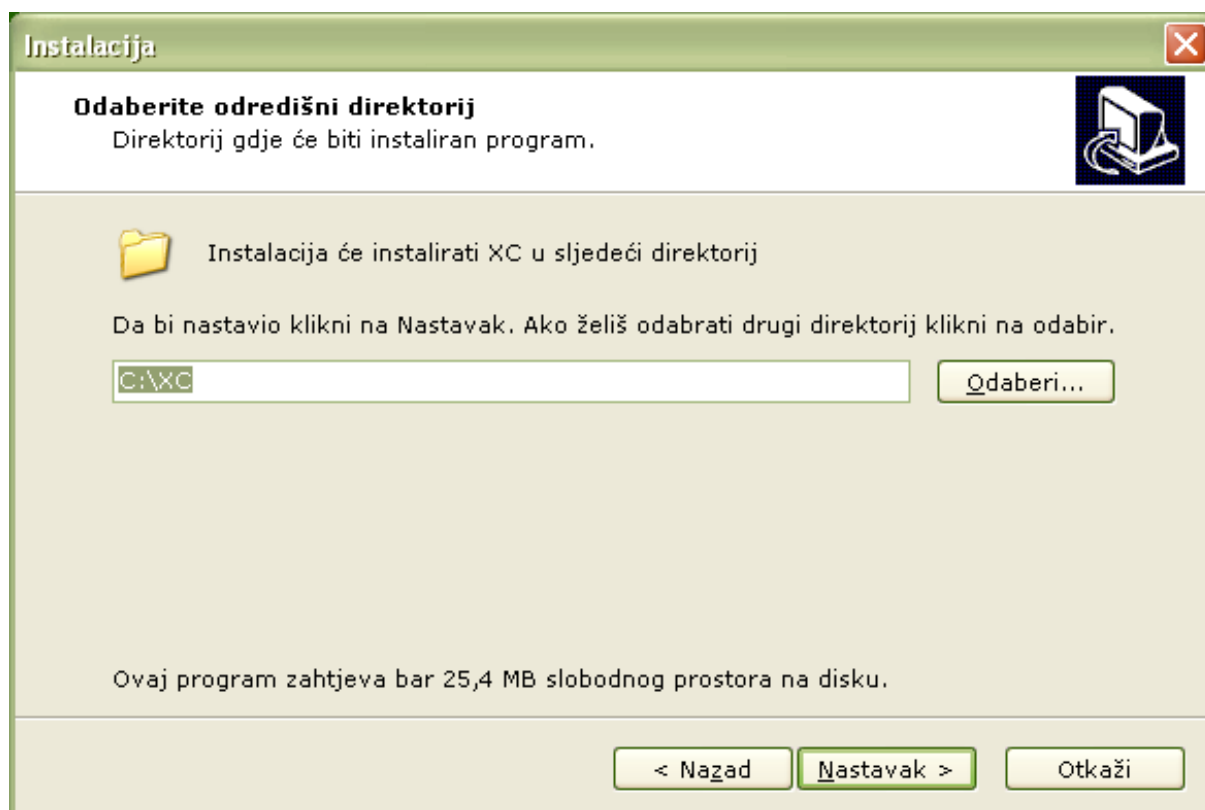 Instalacija
Odaberite odredišni direktorij
Direktorij gdje će biti instaliran program.
Instalacija će instalirati XC u sljedeći direktorij
Da bi nastavio klikni na Nastavak. Ako želiš odabrati drugi direktorij klikni na odabir.
C:\XC Odaberi...
Ovaj program zahtjeva bar 25,4 MB slobodnog prostora na disku.
< Nazad Nastavak > Otkaži